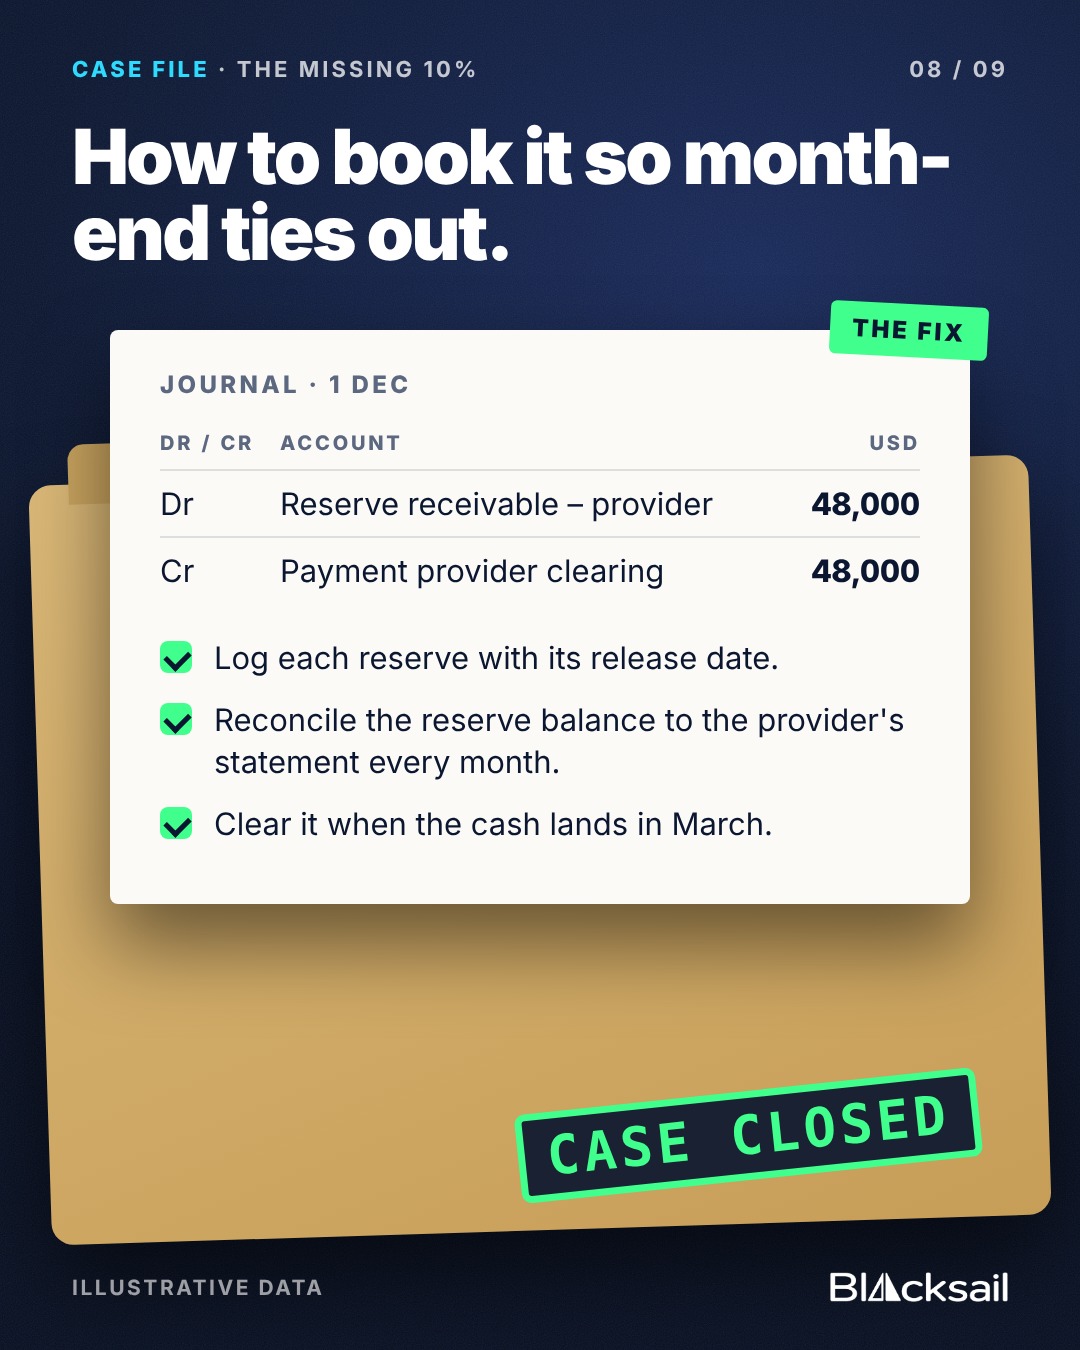 CASE FILE · THE MISSING 10%
08 / 09
How to book it so month-
end ties out.
THE FIX
JOURNAL · 1 DEC
DR / CR ACCOUNT USD
Dr Reserve receivable – provider 48,000
Cr Payment provider clearing 48,000
Log each reserve with its release date.
Reconcile the reserve balance to the provider's
statement every month.
Clear it when the cash lands in March.
CASE CLOSED
ILLUSTRATIVE DATA
Blacksail